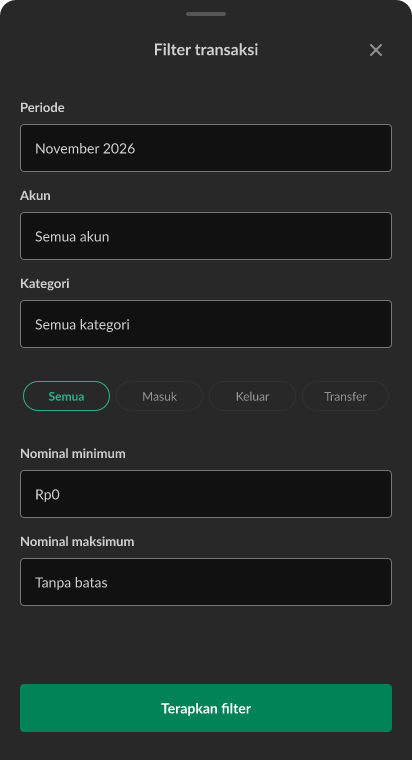 Filter transaksi
Periode
November 2026
Akun
Semua akun
Kategori
Semua kategori
Semua
Masuk
Keluar
Transfer
Nominal minimum
Rp0
Nominal maksimum
Tanpa batas
Terapkan filter